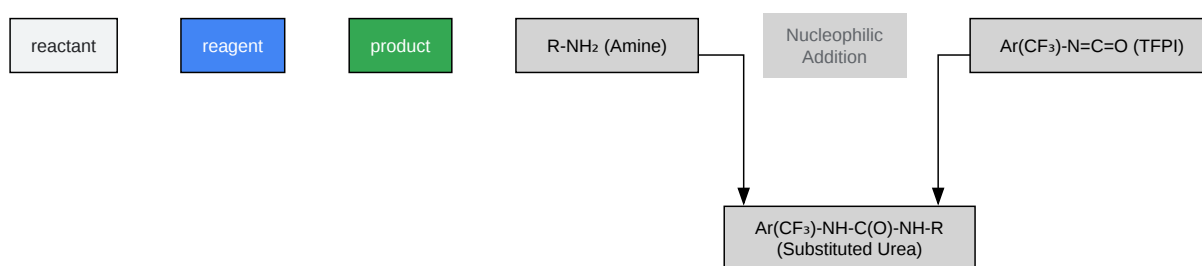 reactant
reagent
product
R-NH₂ (Amine)
Nucleophilic
Addition
Ar(CF₃)-N=C=O (TFPI)
Ar(CF₃)-NH-C(O)-NH-R
(Substituted Urea)